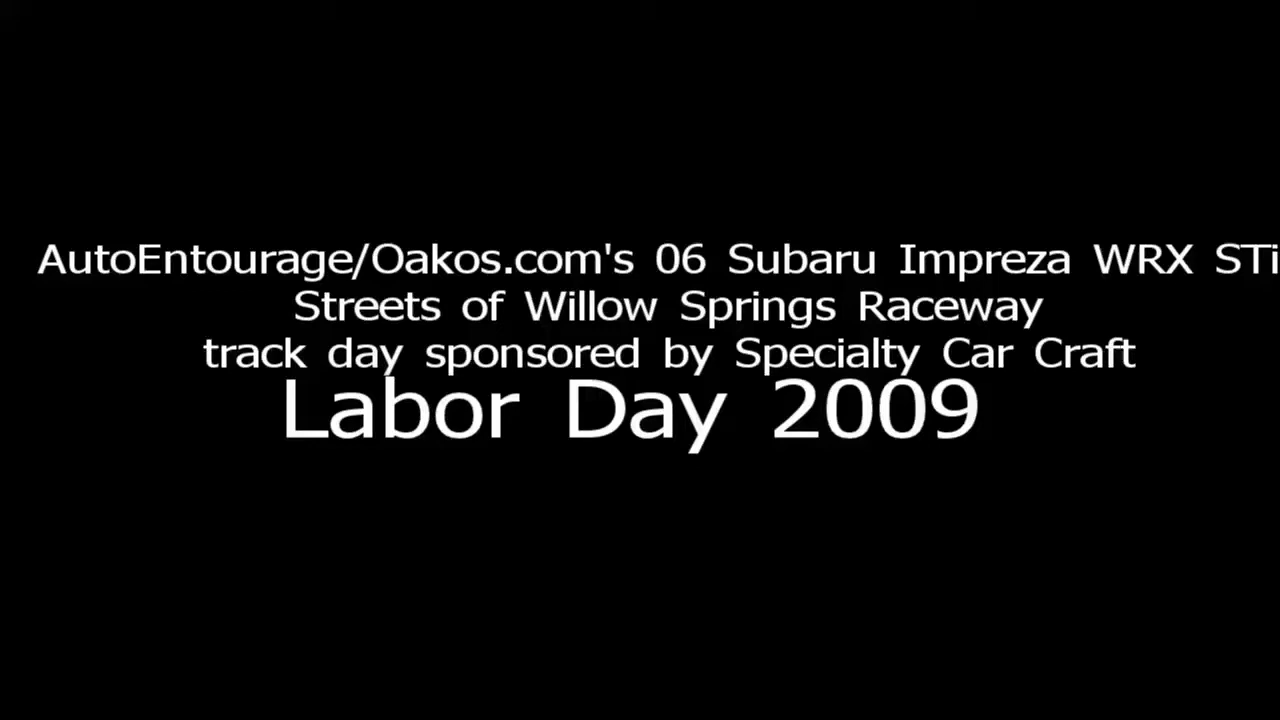 AutoEntourage/Oakos.com's 06 Subaru Impreza WRX STi
Streets of Willow Springs Raceway
track day sponsored by Specialty Car Craft
Labor Day 2009